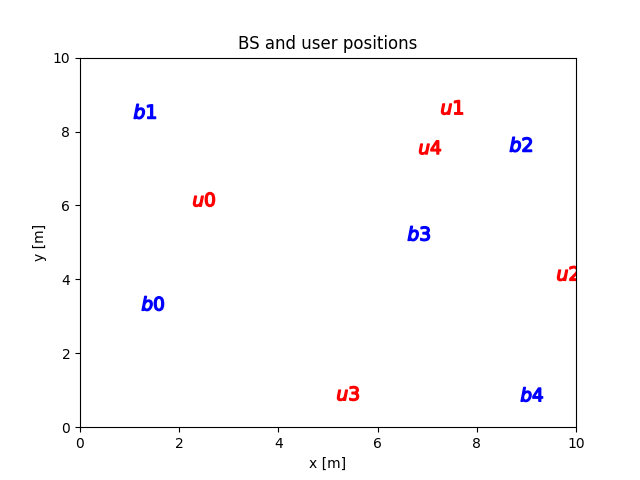 BS and user positions
10
8
6
4
2
0
y [m]
b1
u1
u4
b2
u0
b3
u2
b0
u3
b4
0 2 4 6 8 10
x [m]